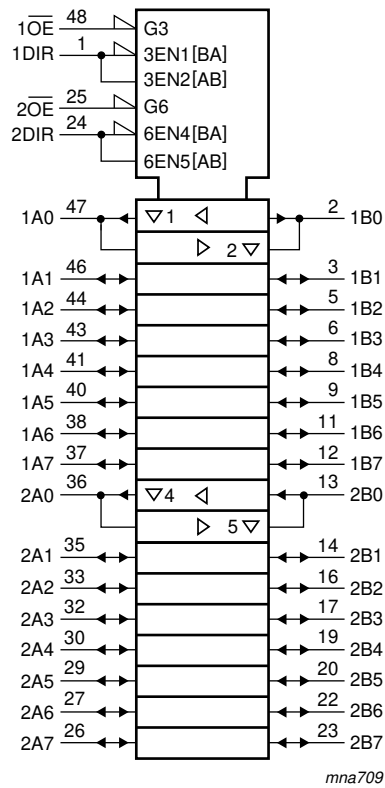 1O̅E̅ 48 G3
1DIR 1 3EN1[BA]
3EN2[AB]
2O̅E̅ 25 G6
2DIR 24 6EN4[BA]
6EN5[AB]
1A0 47 ▽1 ◁ 2 1B0
▷ 2▽
1A1 46 3 1B1
1A2 44 5 1B2
1A3 43 6 1B3
1A4 41 8 1B4
1A5 40 9 1B5
1A6 38 11 1B6
1A7 37 12 1B7
2A0 36 ▽4 ◁ 13 2B0
▷ 5▽
2A1 35 14 2B1
2A2 33 16 2B2
2A3 32 17 2B3
2A4 30 19 2B4
2A5 29 20 2B5
2A6 27 22 2B6
2A7 26 23 2B7
mna709